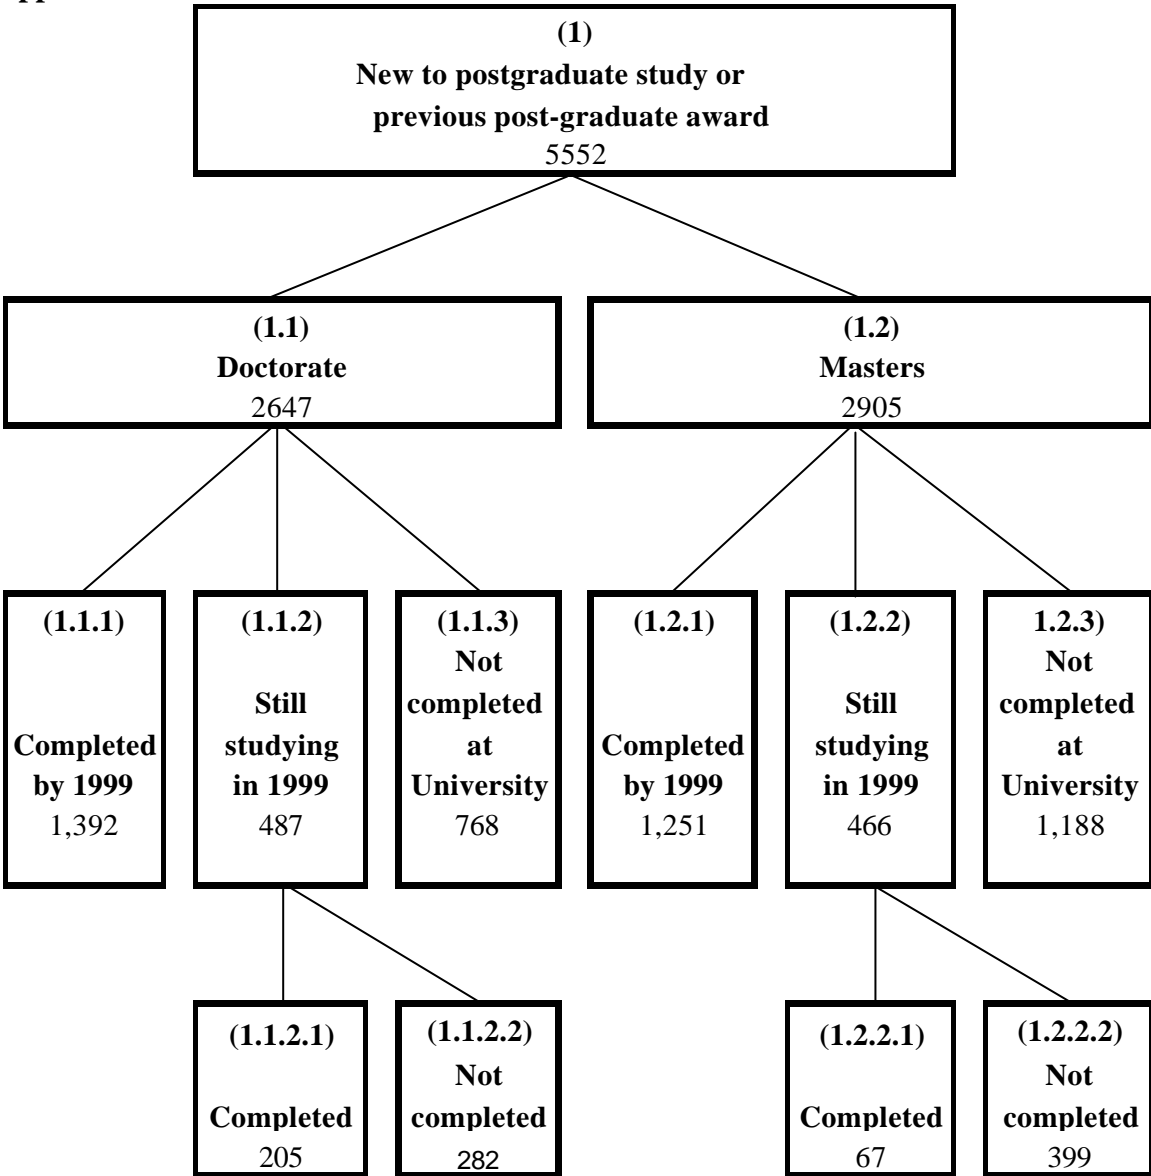 (1)
New to postgraduate study or
previous post-graduate award
5552
(1.1)
Doctorate
2647
(1.2)
Masters
2905
(1.1.1)
Completed
by 1999
1,392
(1.1.2)
Still
studying
in 1999
487
(1.1.3)
Not
completed
at
University
768
(1.2.1)
Completed
by 1999
1,251
(1.2.2)
Still
studying
in 1999
466
1.2.3)
Not
completed
at
University
1,188
(1.1.2.1)
Completed
205
(1.1.2.2)
Not
completed
282
(1.2.2.1)
Completed
67
(1.2.2.2)
Not
completed
399